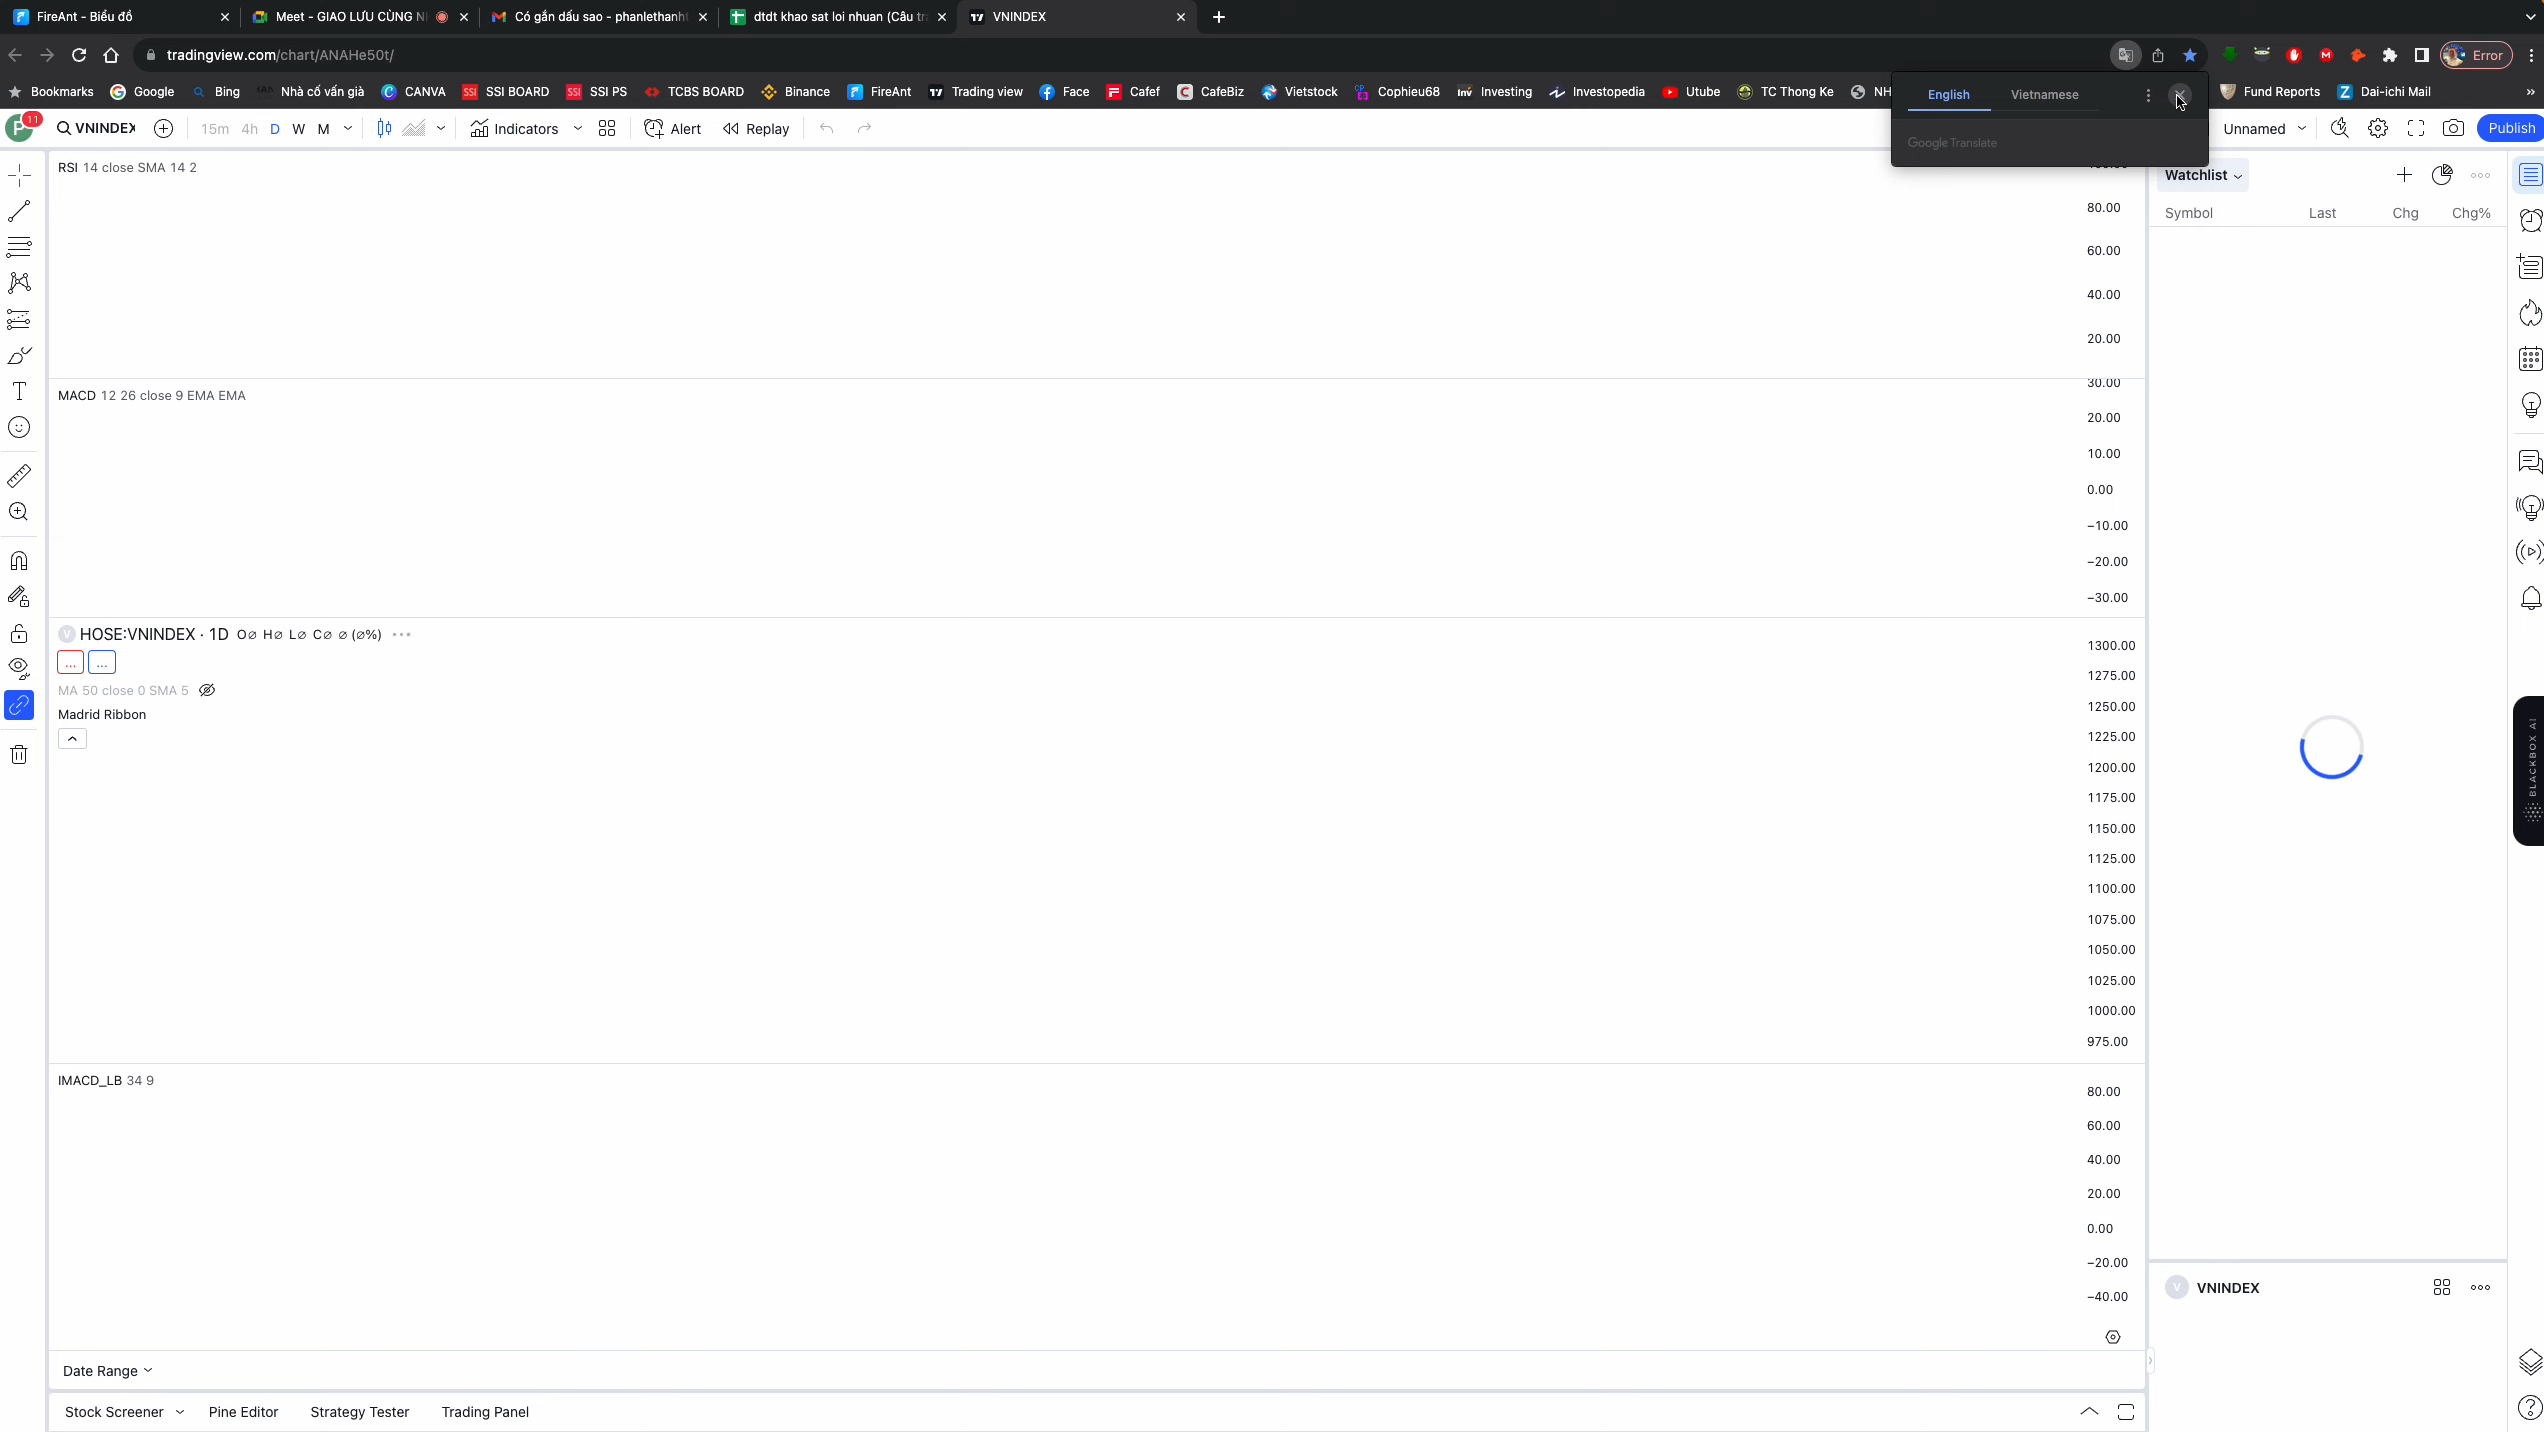 FireAnt - Biểu đồ
Meet - GIAO LƯU CÙNG N
Có gắn dấu sao - phanlethanh
dtdt khao sat loi nhuan (Câu tr
VNINDEX
tradingview.com/chart/ANAHe50t/
Error
Bookmarks Google Bing Nhà cố vấn già CANVA SSI BOARD SSI PS TCBS BOARD Binance FireAnt Trading view Face Cafef CafeBiz Vietstock Cophieu68 Investing Investopedia Utube TC Thong Ke NH Fund Reports Dai-ichi Mail
English Vietnamese
Google Translate
P 11 VNINDEX 15m 4h D W M Indicators Alert Replay Unnamed Publish
RSI 14 close SMA 14 2
80.00
60.00
40.00
20.00
MACD 12 26 close 9 EMA EMA
30.00
20.00
10.00
0.00
−10.00
−20.00
−30.00
V HOSE:VNINDEX · 1D O∅ H∅ L∅ C∅ ∅ (∅%)
... ...
MA 50 close 0 SMA 5
Madrid Ribbon
1300.00
1275.00
1250.00
1225.00
1200.00
1175.00
1150.00
1125.00
1100.00
1075.00
1050.00
1025.00
1000.00
975.00
IMACD_LB 34 9
80.00
60.00
40.00
20.00
0.00
−20.00
−40.00
Date Range
Stock Screener Pine Editor Strategy Tester Trading Panel
Watchlist
Symbol Last Chg Chg%
BLACKBOX AI
V VNINDEX